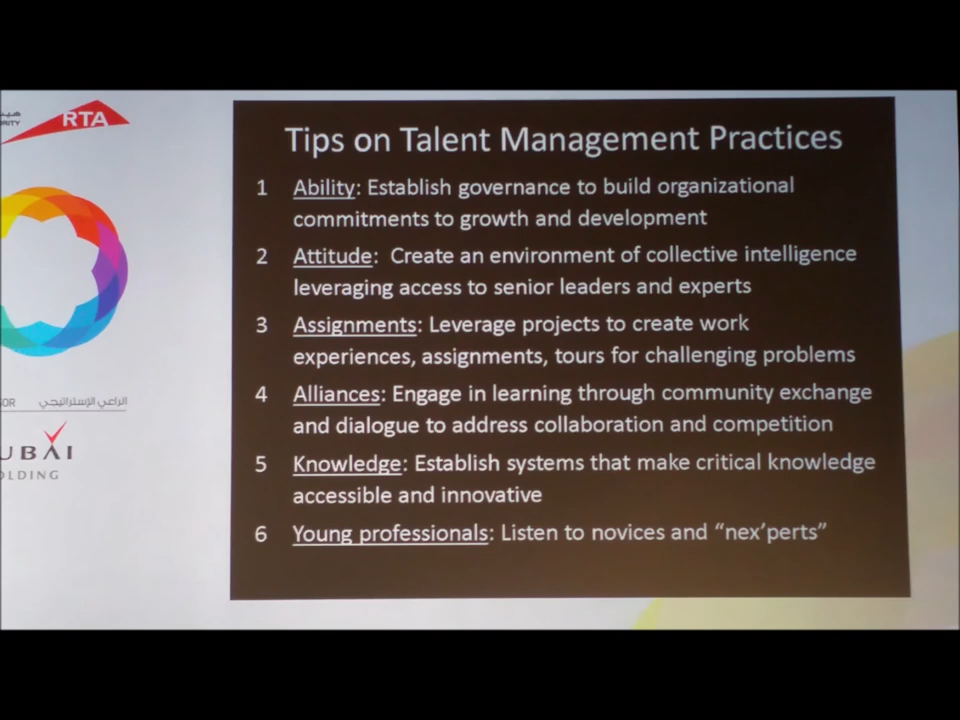 RTA
ORITY
Tips on Talent Management Practices
1 Ability: Establish governance to build organizational
commitments to growth and development
2 Attitude: Create an environment of collective intelligence
leveraging access to senior leaders and experts
3 Assignments: Leverage projects to create work
experiences, assignments, tours for challenging problems
4 Alliances: Engage in learning through community exchange
and dialogue to address collaboration and competition
5 Knowledge: Establish systems that make critical knowledge
accessible and innovative
6 Young professionals: Listen to novices and “nex’perts”
SOR الراعي الإستراتيجي
UBAI
OLDING